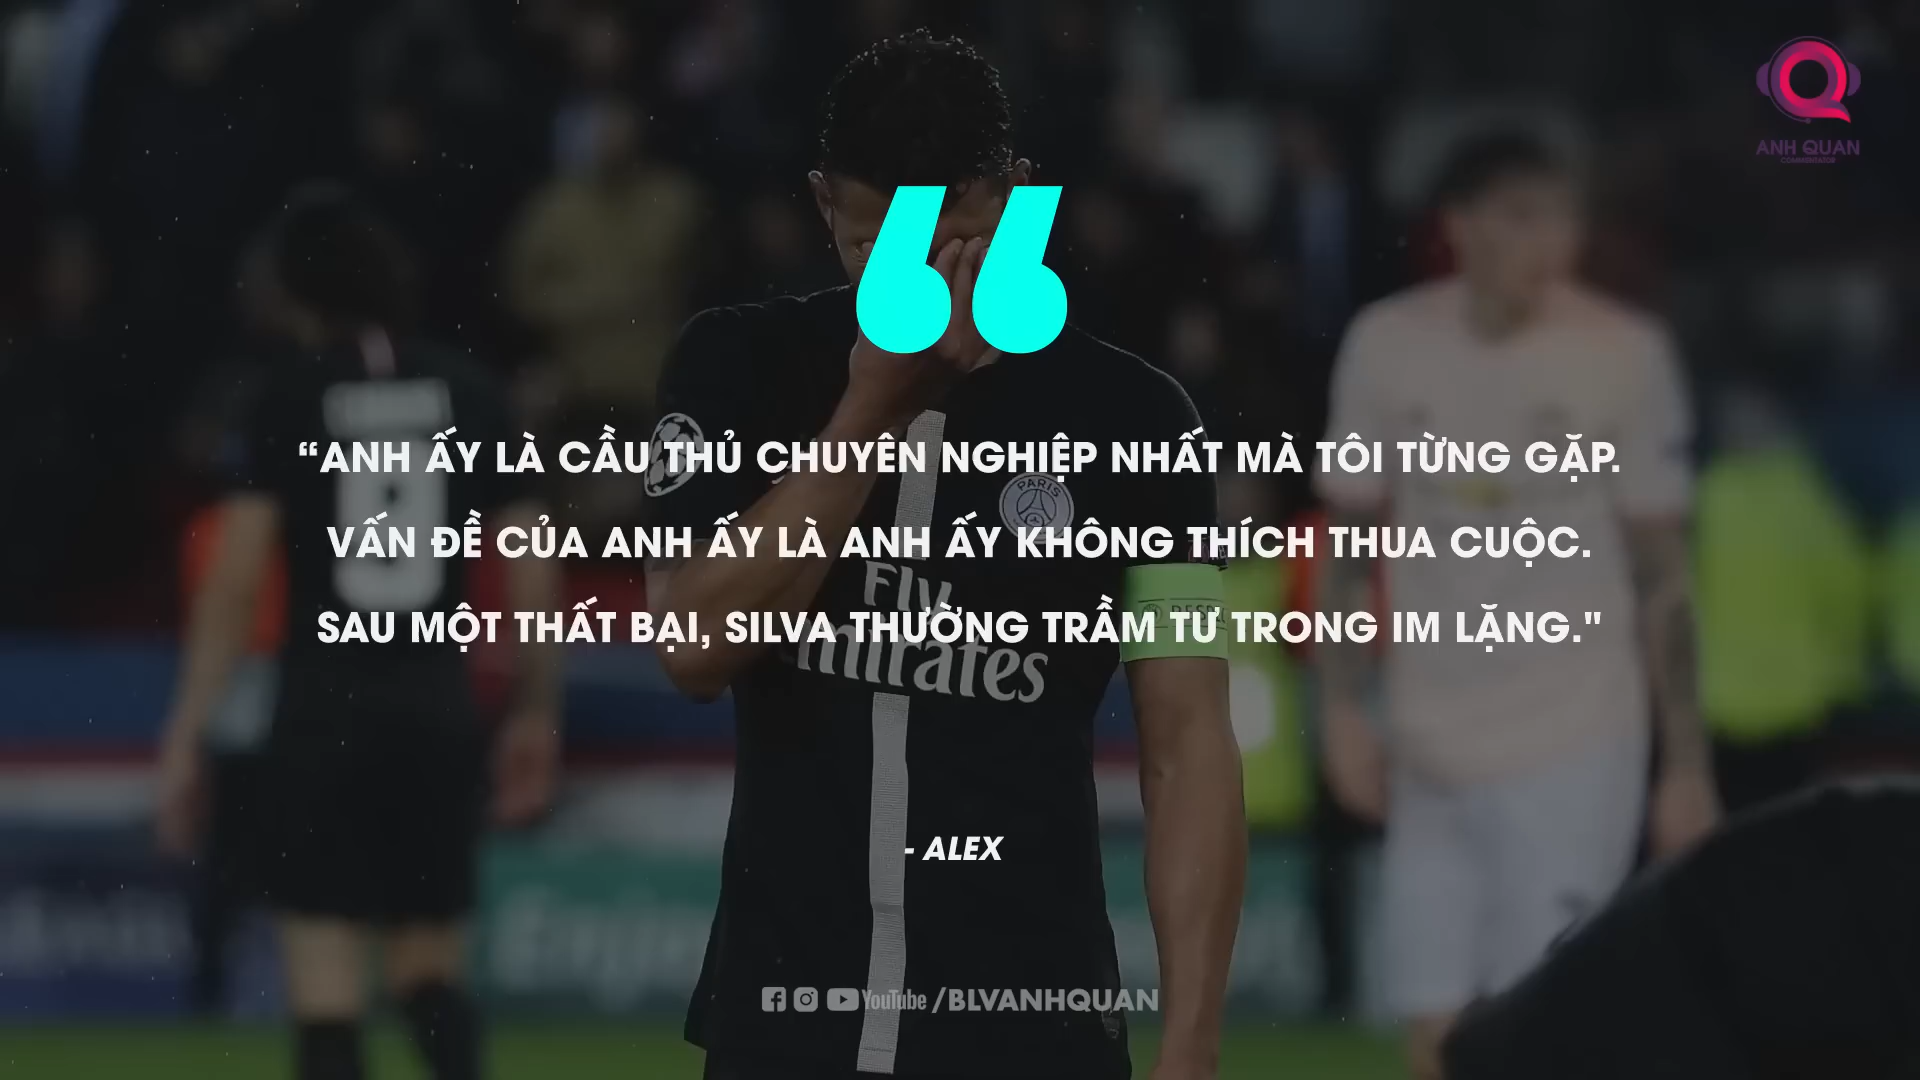 ANH QUAN
COMMENTATOR
“ANH ẤY LÀ CẦU THỦ CHUYÊN NGHIỆP NHẤT MÀ TÔI TỪNG GẶP.
VẤN ĐỀ CỦA ANH ẤY LÀ ANH ẤY KHÔNG THÍCH THUA CUỘC.
SAU MỘT THẤT BẠI, SILVA THƯỜNG TRẦM TƯ TRONG IM LẶNG."
PARIS
Fly
Emirates
- ALEX
YouTube /BLVANHQUAN